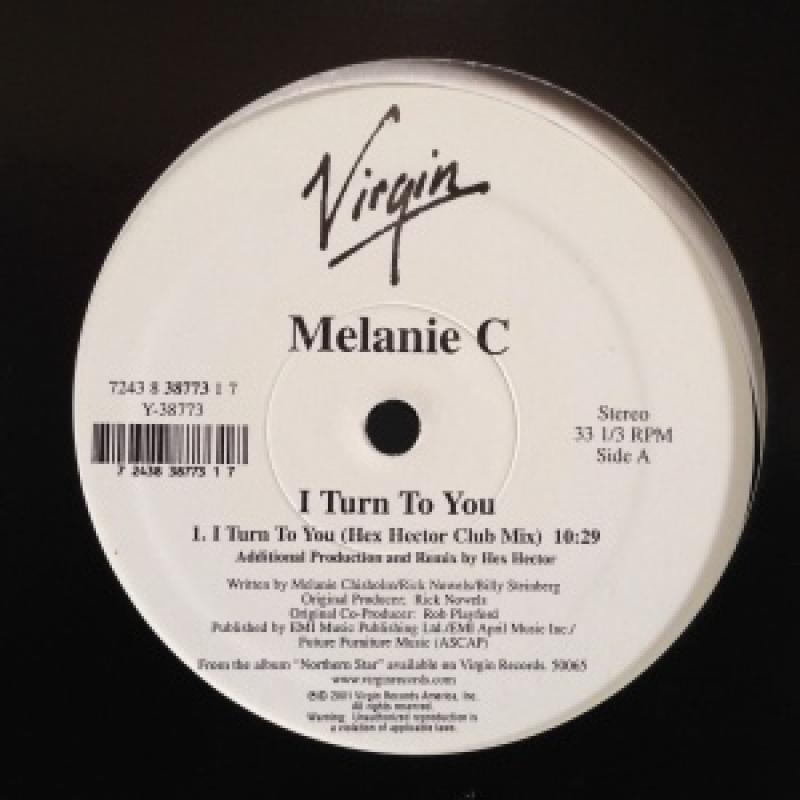 Virgin
Melanie C
7243 8 38773 1 7
Y-38773
7 2438 38773 1 7
Stereo
33 1/3 RPM
Side A
I Turn To You
1. I Turn To You (Hex Hector Club Mix) 10:29
Additional Production and Remix by Hex Hector
Written by Melanie Chisholm/Rick Nowels/Billy Steinberg
Original Producer: Rick Nowels
Original Co-Producer: Rob Playford
Published by EMI Music Publishing Ltd./EMI April Music Inc./
Future Furniture Music (ASCAP)
From the album "Northern Star" available on Virgin Records 50065
www.virginrecords.com
℗© 2001 Virgin Records America, Inc.
All rights reserved.
Warning: Unauthorized reproduction is
a violation of applicable laws.